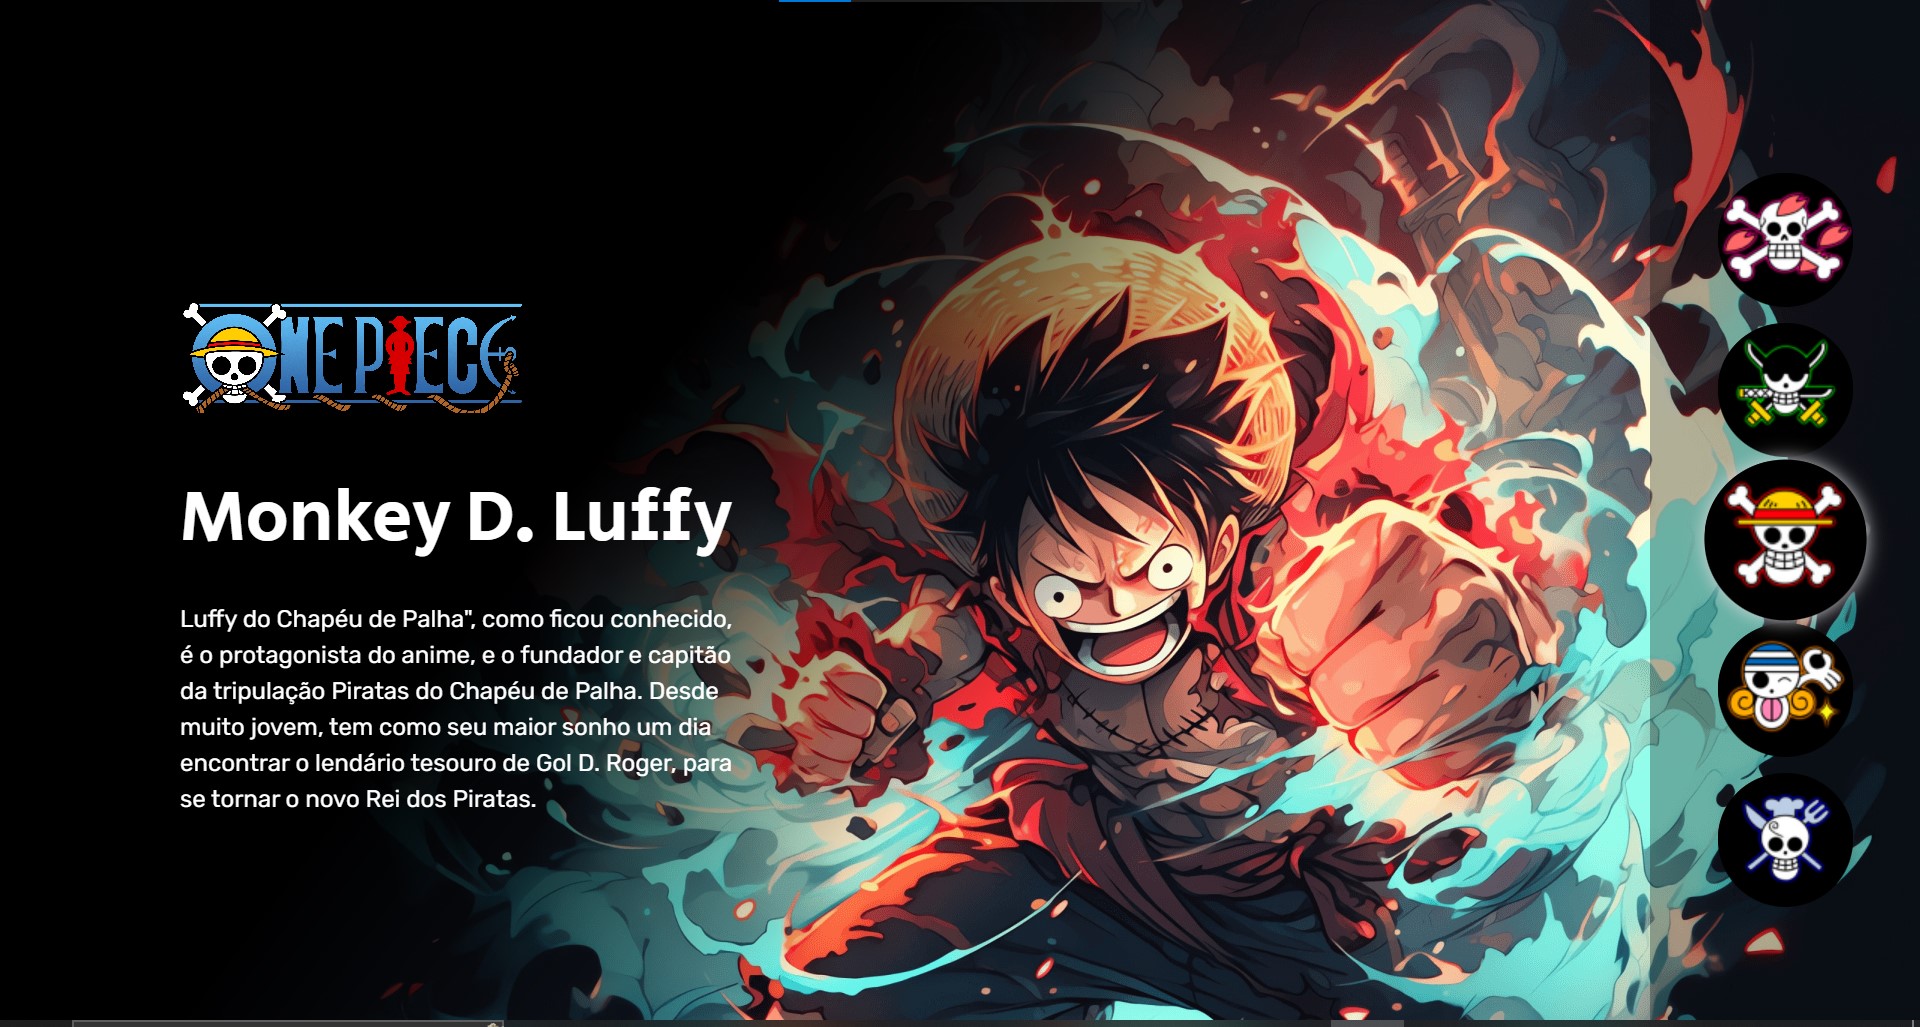 ONE PIECE
Monkey D. Luffy
Luffy do Chapéu de Palha", como ficou conhecido,
é o protagonista do anime, e o fundador e capitão
da tripulação Piratas do Chapéu de Palha. Desde
muito jovem, tem como seu maior sonho um dia
encontrar o lendário tesouro de Gol D. Roger, para
se tornar o novo Rei dos Piratas.